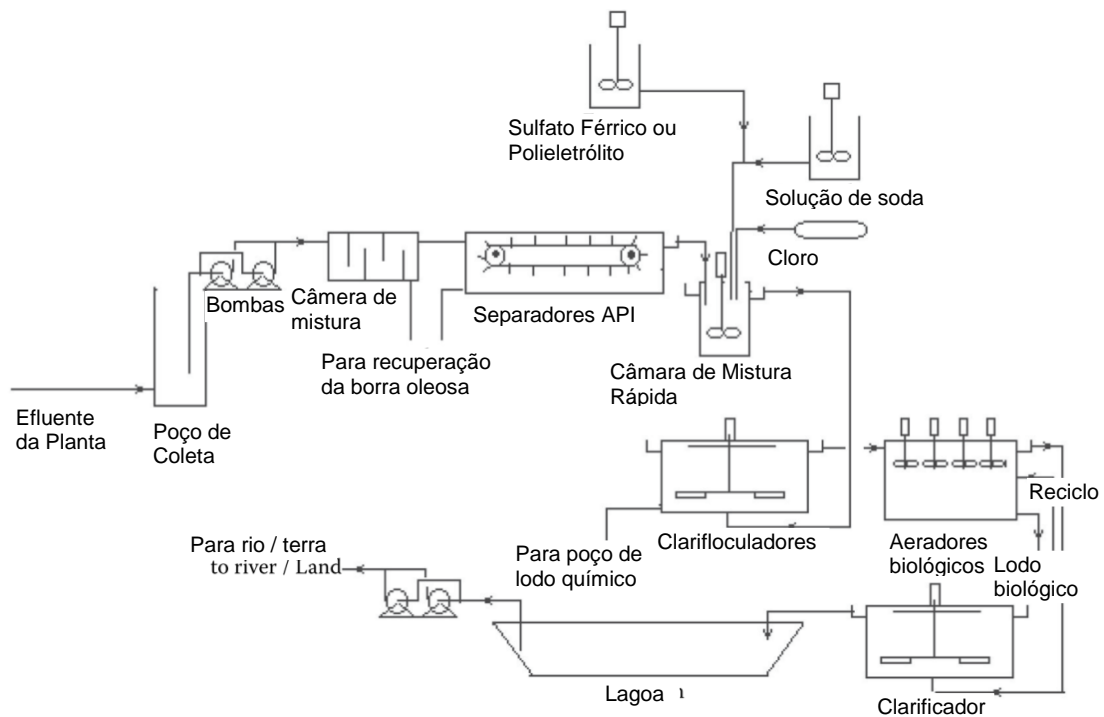 Sulfato Férrico ou
Polieletrólito
Solução de soda
Cloro
Bombas
Câmera de
mistura
Separadores API
Para recuperação
da borra oleosa
Câmara de Mistura
Rápida
Efluente
da Planta
Poço de
Coleta
Reciclo
Para rio / terra
to river / Land
Para poço de
lodo químico
Clarifloculadores
Aeradores
biológicos
Lodo
biológico
Lagoa
Clarificador